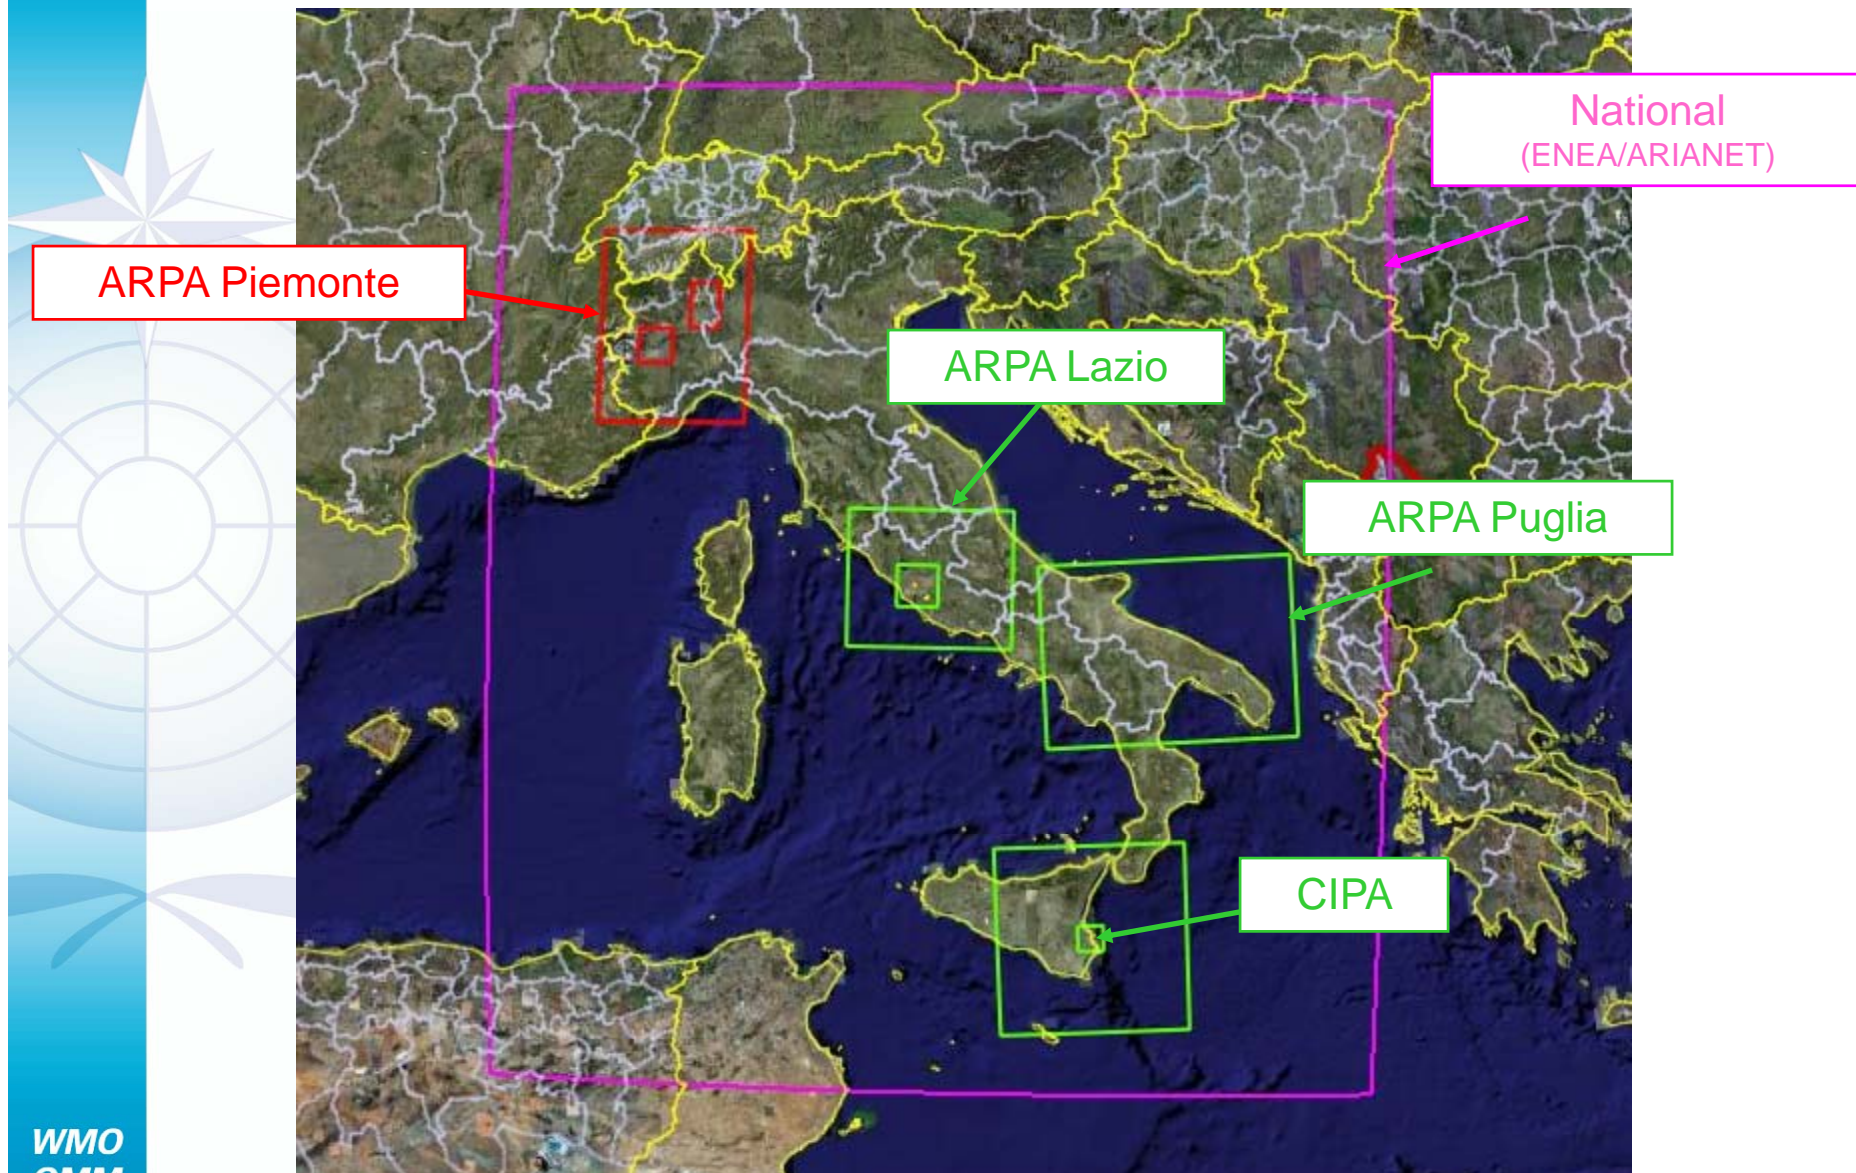 National
(ENEA/ARIANET)
ARPA Piemonte
ARPA Lazio
ARPA Puglia
CIPA
WMO